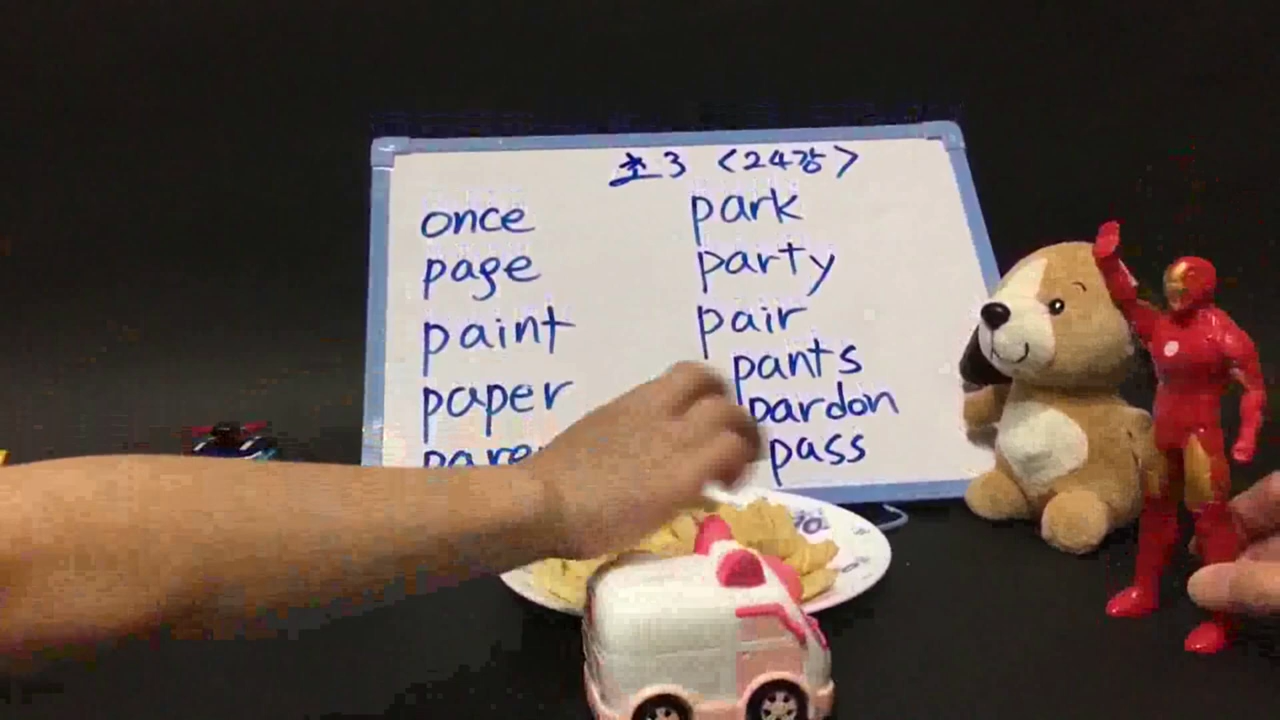 초3 <24강>
once
page
paint
paper
park
party
pair
pants
pardon
pass